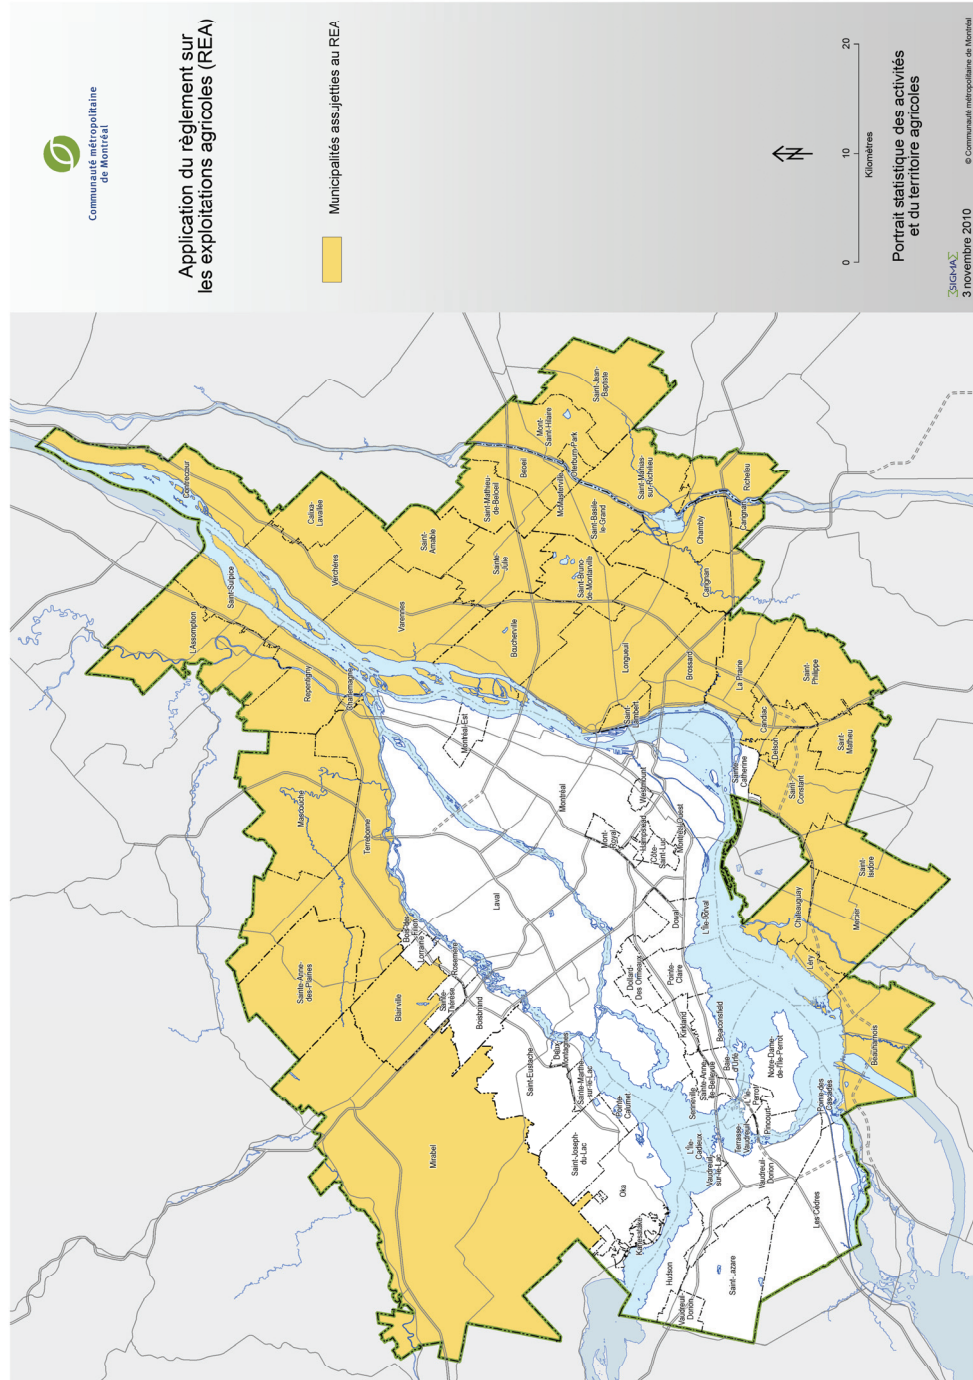 Communauté métropolitaine
de Montréal
Application du règlement sur
les exploitations agricoles (REA)
Municipalités assujetties au REA
N
0 10 20
Kilomètres
Portrait statistique des activités
et du territoire agricoles
SIGMA
3 novembre 2010
© Communauté métropolitaine de Montréal
Contrecœur
Calixa-
Lavallée
Verchères
Saint-Sulpice
L'Assomption
Repentigny
Charlemagne
Saint-
Amable
Varennes
Sainte-
Julie
Saint-Mathieu-
de-Beloeil
Beloeil
McMasterville
Mont-
Saint-Hilaire
Otterburn-Park
Saint-Jean-
Baptiste
Saint-Mathias-
sur-Richelieu
Saint-Basile-
le-Grand
Saint-Bruno-
de-Montarville
Boucherville
Longueuil
Saint-
Lambert
Brossard
Carignan
Chambly
Carignan
Richelieu
La Prairie
Saint-
Philippe
Candiac
Delson
Saint-
Mathieu
Saint-
Constant
Sainte-
Catherine
Saint-
Isidore
Châteauguay
Mercier
Léry
Beauharnois
Mascouche
Terrebonne
Sainte-Anne-
des-Plaines
Bois-des-
Filion
Lorraine
Rosemère
Blainville
Sainte-
Thérèse
Boisbriand
Mirabel
Saint-Eustache
Deux-
Montagnes
Sainte-Marthe-
sur-le-Lac
Pointe-
Calumet
Saint-Joseph-
du-Lac
Oka
Kanesatake
Laval
Montréal-Est
Montréal
Westmount
Mont-
Royal
Hampstead
Côte-
Saint-Luc
Montréal-Ouest
Dorval
L'Île-Dorval
Dollard-
Des Ormeaux
Pointe-
Claire
Kirkland
Beaconsfield
Sainte-Anne-
de-Bellevue
Baie-
d'Urfé
Senneville
Notre-Dame-
de-l'Île-Perrot
L'Île-
Perrot
Pincourt
Terrasse-
Vaudreuil
L'Île-
Cadieux
Vaudreuil-
sur-le-Lac
Vaudreuil-
Dorion
Pointe-des-
Cascades
Les Cèdres
Saint-Lazare
Hudson
Vaudreuil-
Dorion